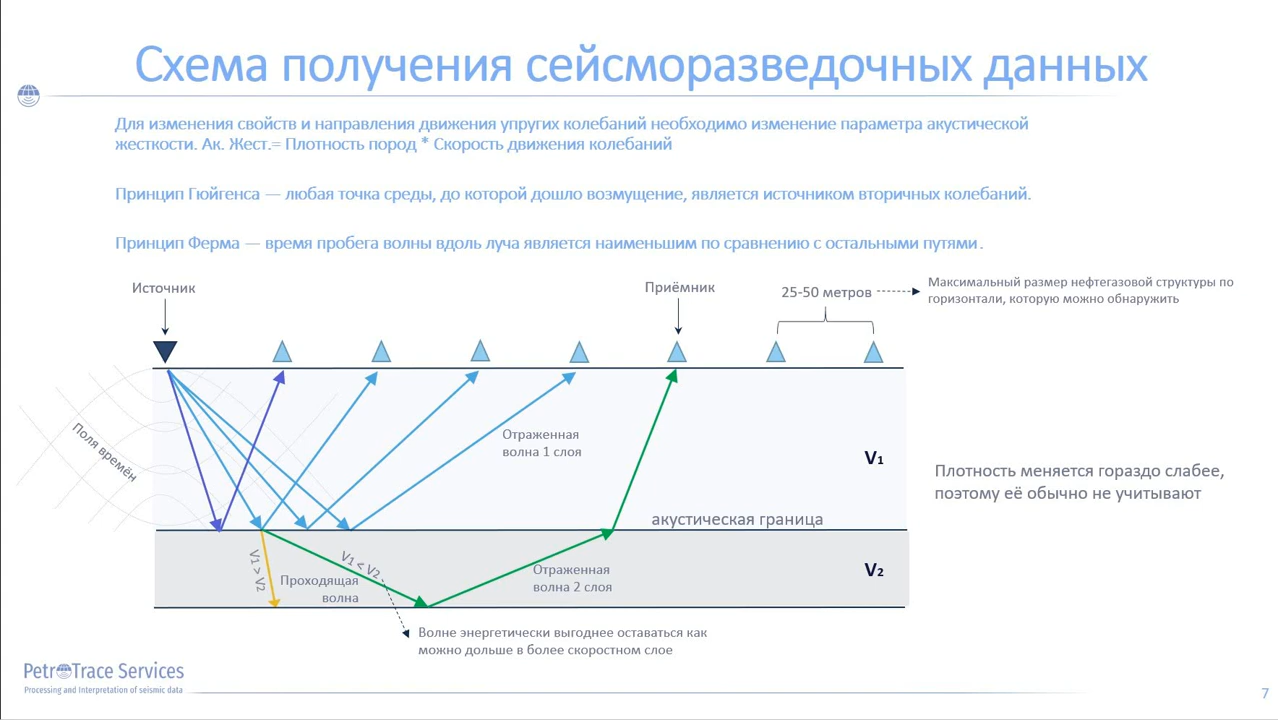 Схема получения сейсморазведочных данных
Для изменения свойств и направления движения упругих колебаний необходимо изменение параметра акустической
жесткости. Ак. Жест.= Плотность пород * Скорость движения колебаний
Принцип Гюйгенса — любая точка среды, до которой дошло возмущение, является источником вторичных колебаний.
Принцип Ферма — время пробега волны вдоль луча является наименьшим по сравнению с остальными путями.
Источник
Приёмник
25-50 метров
Максимальный размер нефтегазовой структуры по
горизонтали, которую можно обнаружить
Поля времён
Отраженная
волна 1 слоя
V1
Плотность меняется гораздо слабее,
поэтому её обычно не учитывают
акустическая граница
V1 > V2
V1 < V2
Проходящая
волна
Отраженная
волна 2 слоя
V2
Волне энергетически выгоднее оставаться как
можно дольше в более скоростном слое
PetroTrace Services
Processing and Interpretation of seismic data
7